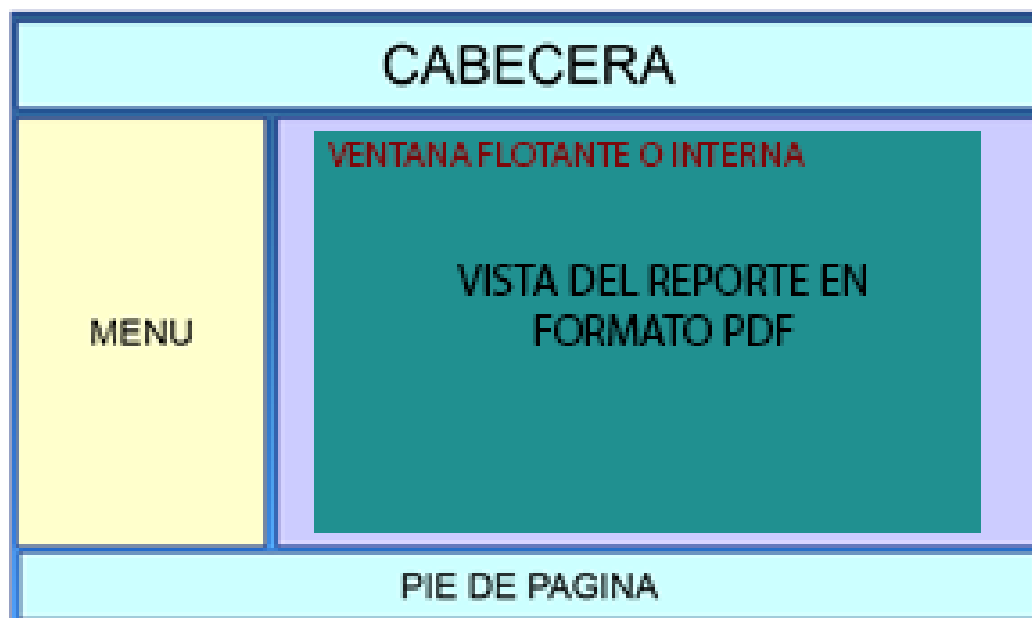 CABECERA
VENTANA FLOTANTE O INTERNA
VISTA DEL REPORTE EN
FORMATO PDF
MENU
PIE DE PAGINA